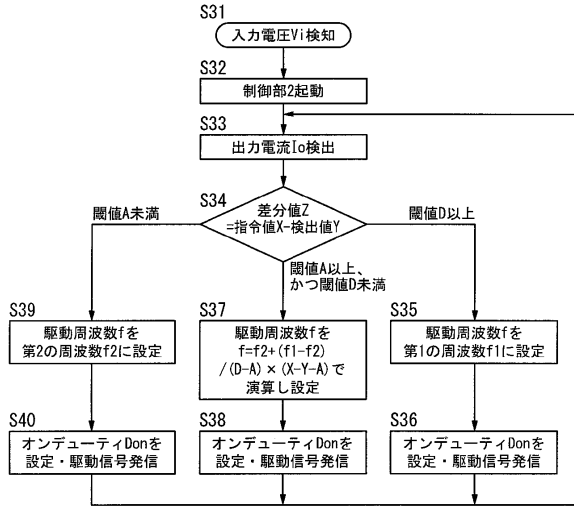 S31
入力電圧Vi検知
S32
制御部2起動
S33
出力電流Io検出
S34
差分値Z
=指令値X-検出値Y
閾値A未満
閾値D以上
閾値A以上、
かつ閾値D未満
S39
駆動周波数fを
第2の周波数f2に設定
S37
駆動周波数fを
f=f2+(f1-f2)
/(D-A)×(X-Y-A)で
演算し設定
S35
駆動周波数fを
第1の周波数f1に設定
S40
オンデューティDonを
設定・駆動信号発信
S38
オンデューティDonを
設定・駆動信号発信
S36
オンデューティDonを
設定・駆動信号発信